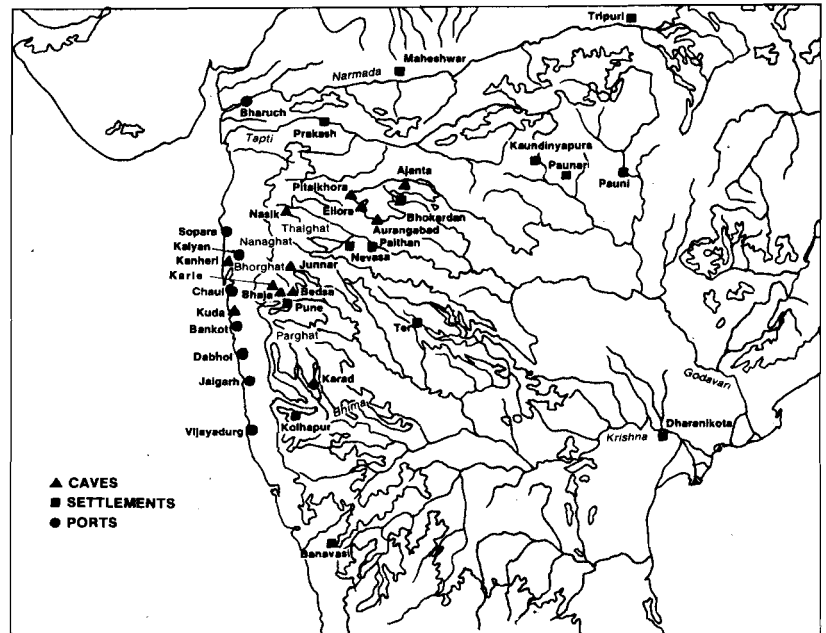 Tripuri
Maheshwar
Narmada
Bharuch
Prakash
Tapti
Kaundinyapura
Paunar
Pauni
Ajanta
Pitalkhora
Ellora
Bhokardan
Nasik
Aurangabad
Thalghat
Paithan
Sopara
Nanaghat
Nevasa
Kalyan
Kanheri
Bhorghat
Junnar
Karle
Chaul
Bhaja
Bedsa
Pune
Kuda
Bankot
Ter
Parghat
Dabhol
Godavari
Jaigarh
Karad
Bhima
Dharanikota
Vijayadurg
Kolhapur
Krishna
CAVES
SETTLEMENTS
PORTS
Banavasi